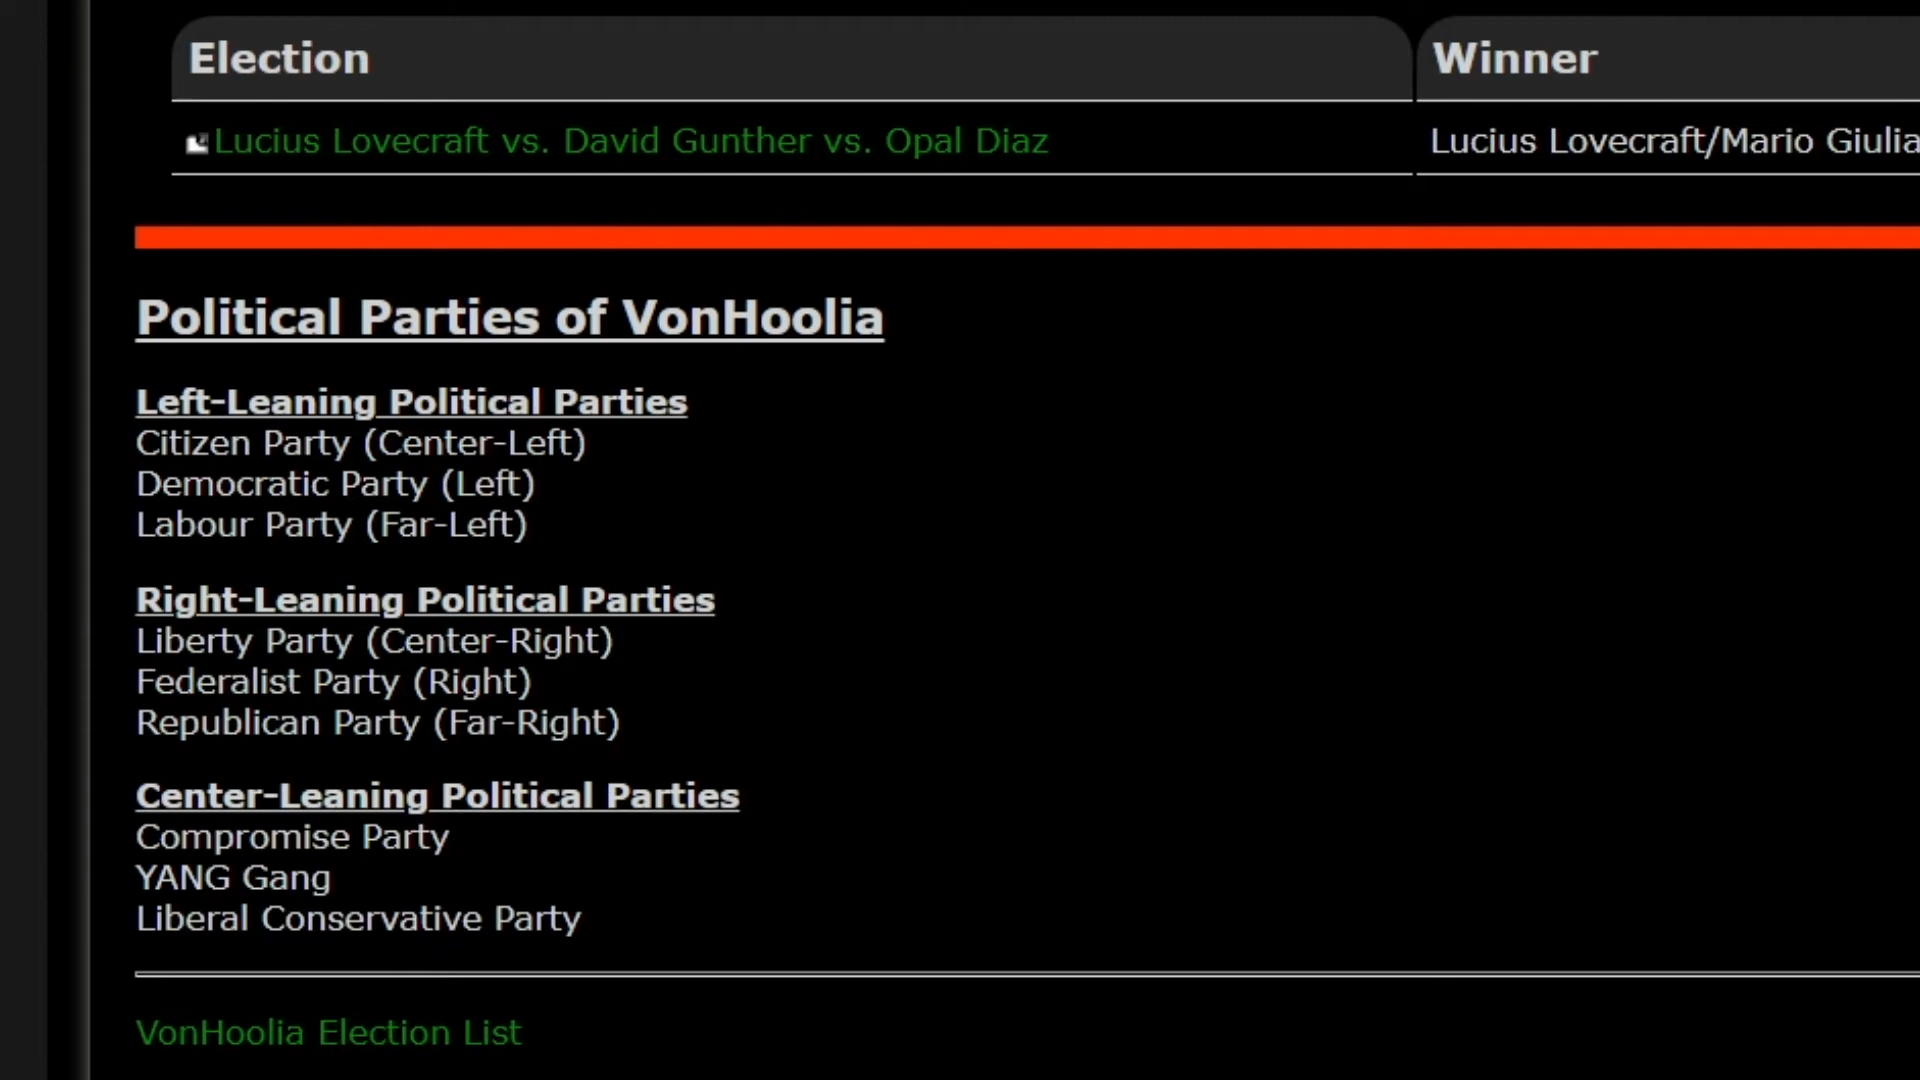 Election Winner
Lucius Lovecraft vs. David Gunther vs. Opal Diaz Lucius Lovecraft/Mario Giulia
Political Parties of VonHoolia
Left-Leaning Political Parties
Citizen Party (Center-Left)
Democratic Party (Left)
Labour Party (Far-Left)
Right-Leaning Political Parties
Liberty Party (Center-Right)
Federalist Party (Right)
Republican Party (Far-Right)
Center-Leaning Political Parties
Compromise Party
YANG Gang
Liberal Conservative Party
VonHoolia Election List